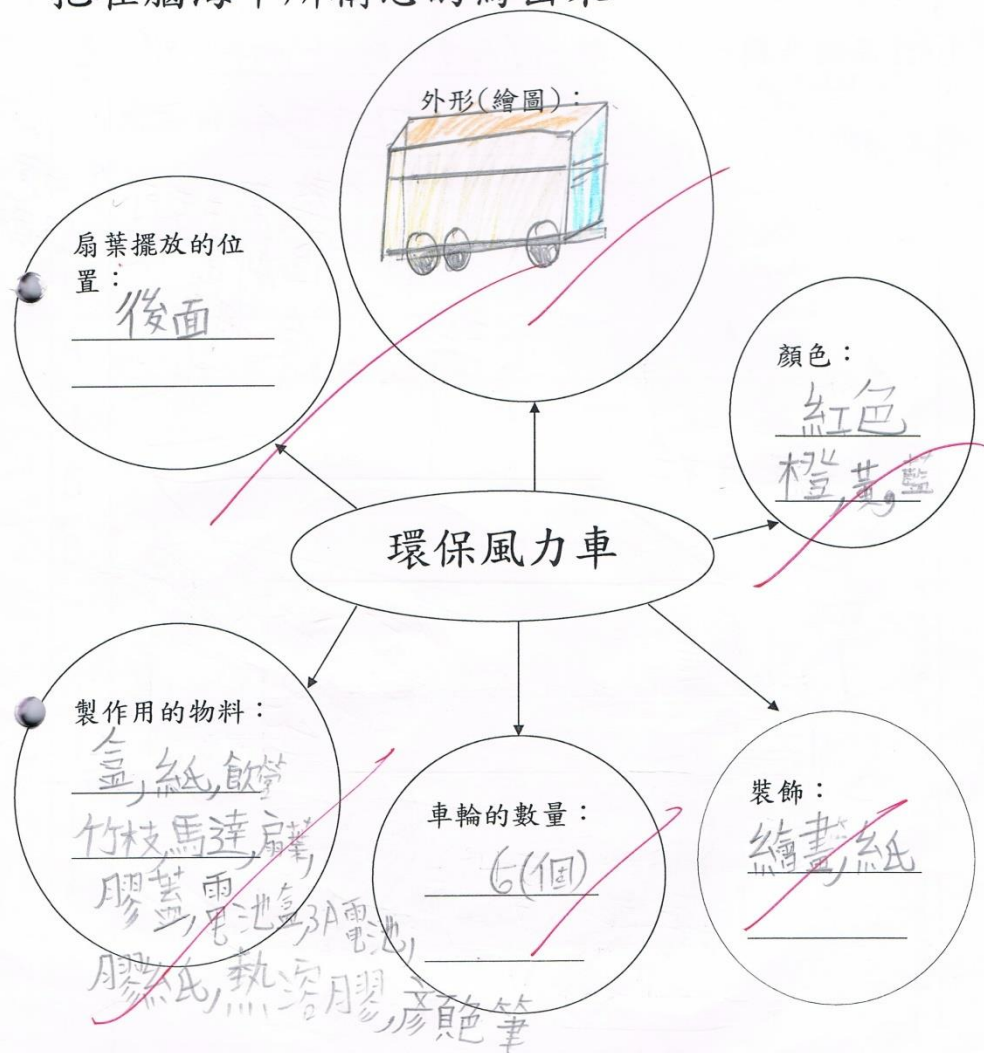 外形(繪圖)：
扇葉擺放的位
置：
後面
顏色：
紅色
橙,黃,藍
環保風力車
製作用的物料：
盒,紙,飲管
竹枝,馬達,扇葉,
膠蓋,電池盒,3A電池,
膠紙,熱溶膠,顏色筆
車輪的數量：
6(個)
裝飾：
繪畫,紙